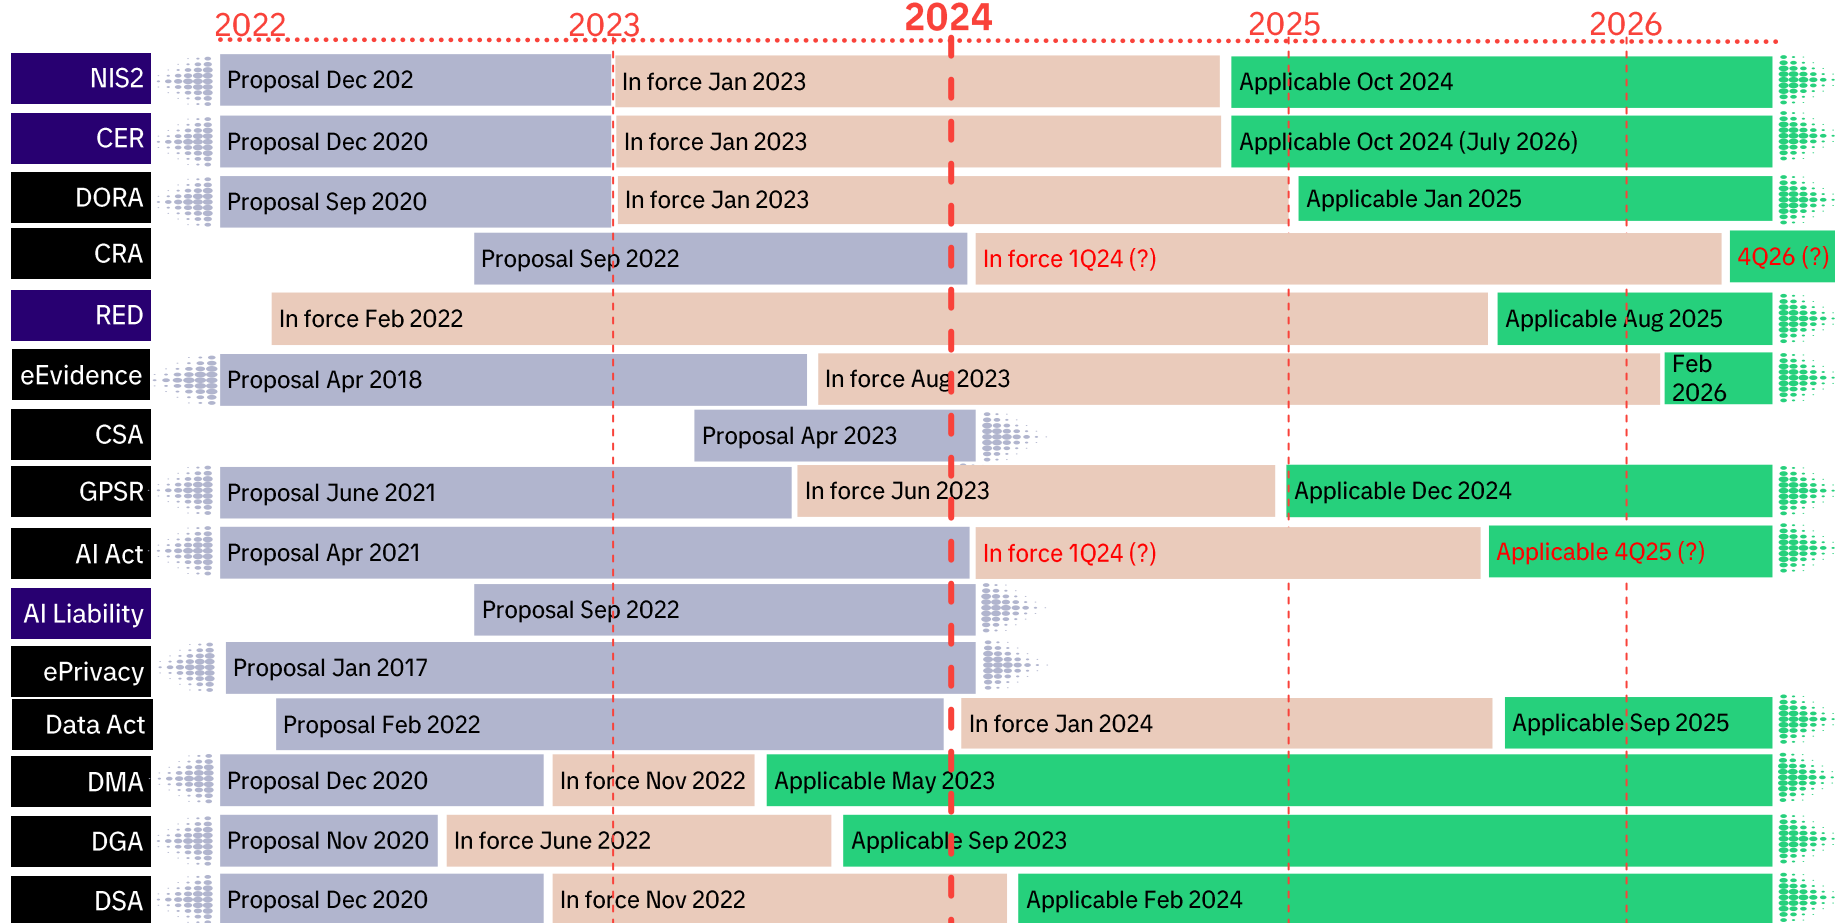 2022 2023 2024 2025 2026
NIS2 Proposal Dec 202 In force Jan 2023 Applicable Oct 2024
CER Proposal Dec 2020 In force Jan 2023 Applicable Oct 2024 (July 2026)
DORA Proposal Sep 2020 In force Jan 2023 Applicable Jan 2025
CRA Proposal Sep 2022 In force 1Q24 (?) 4Q26 (?)
RED In force Feb 2022 Applicable Aug 2025
eEvidence Proposal Apr 2018 In force Aug 2023 Feb
2026
CSA Proposal Apr 2023
GPSR Proposal June 2021 In force Jun 2023 Applicable Dec 2024
AI Act Proposal Apr 2021 In force 1Q24 (?) Applicable 4Q25 (?)
AI Liability Proposal Sep 2022
ePrivacy Proposal Jan 2017
Data Act Proposal Feb 2022 In force Jan 2024 Applicable Sep 2025
DMA Proposal Dec 2020 In force Nov 2022 Applicable May 2023
DGA Proposal Nov 2020 In force June 2022 Applicable Sep 2023
DSA Proposal Dec 2020 In force Nov 2022 Applicable Feb 2024